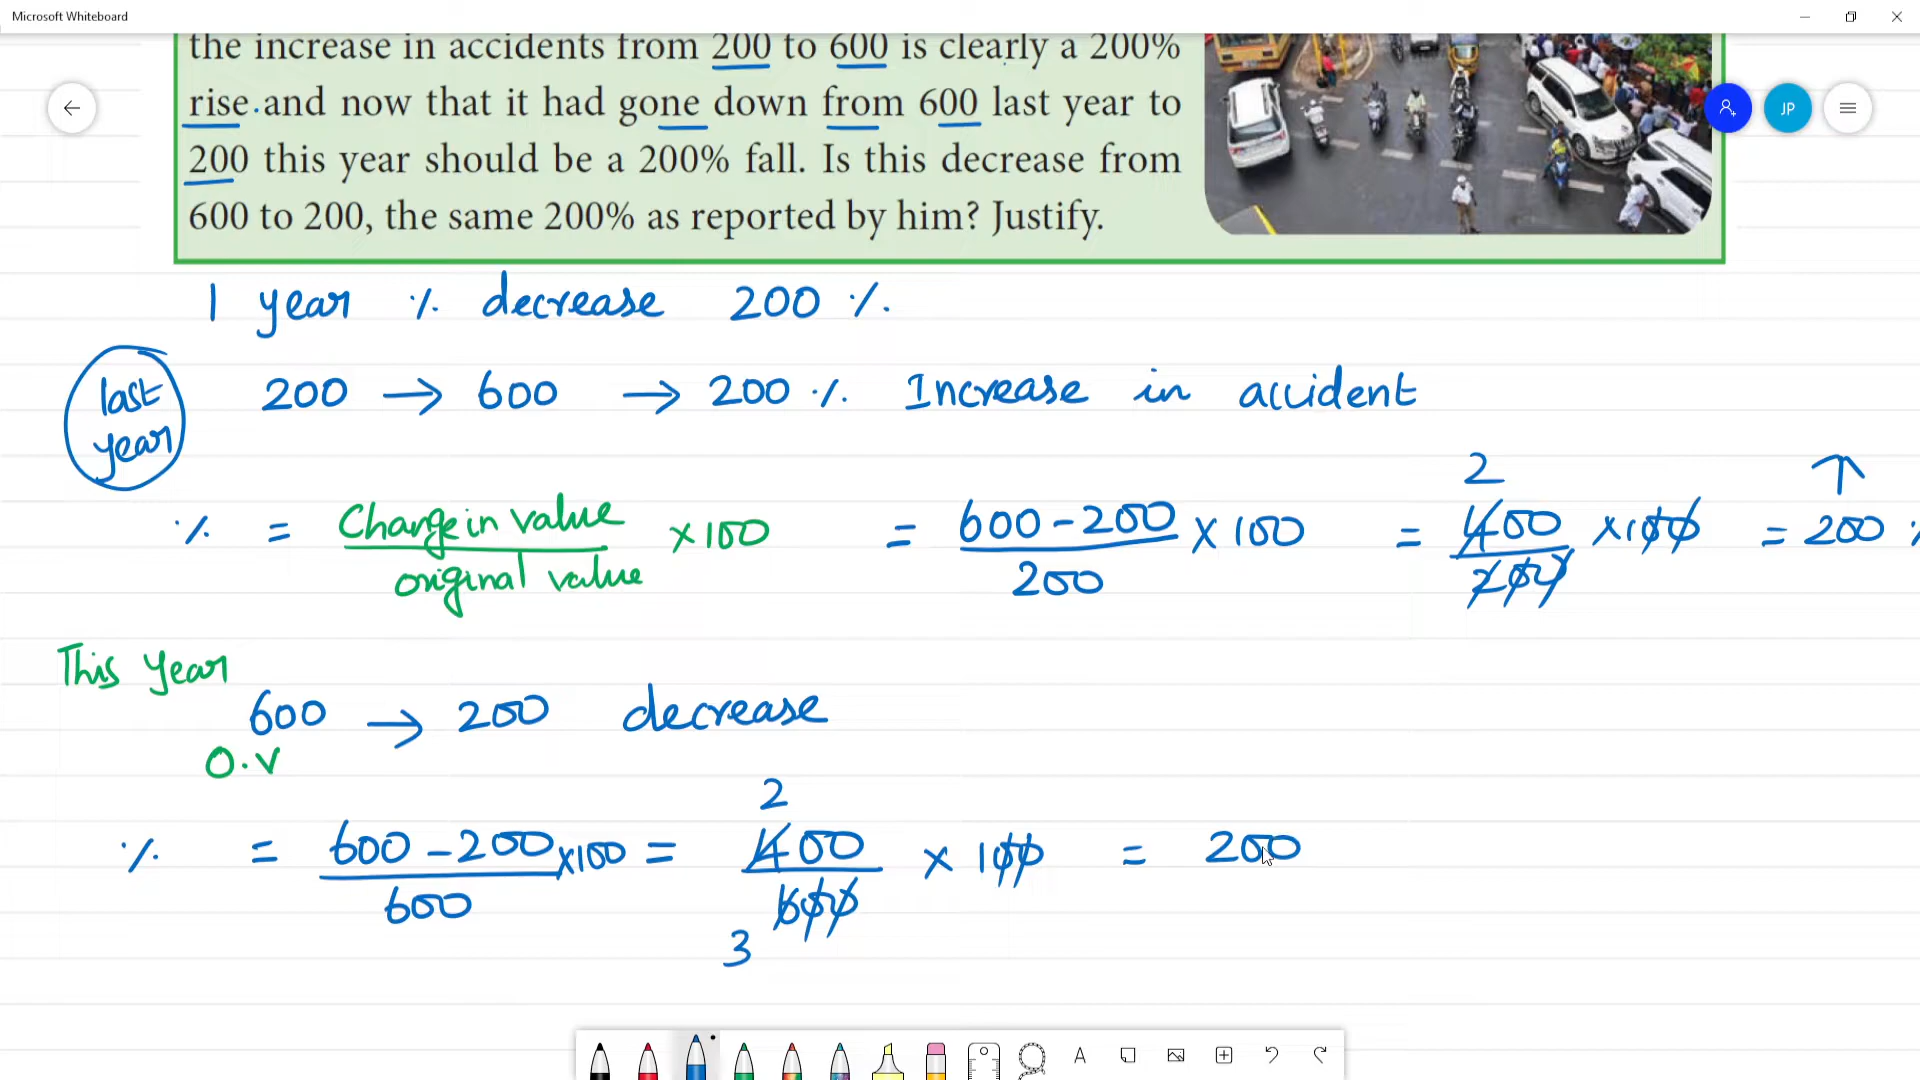 Microsoft Whiteboard
the increase in accidents from 200 to 600 is clearly a 200%
rise and now that it had gone down from 600 last year to
200 this year should be a 200% fall. Is this decrease from
600 to 200, the same 200% as reported by him? Justify.
JP
1 year % decrease 200 %.
last year
200 → 600 → 200 % Increase in accident
% = Change in value / original value × 100 = 600 - 200 / 200 × 100 = 2 400 / 200 × 100 = 200 % ↑
This Year
600 → 200 decrease
O.V
% = 600 - 200 / 600 × 100 = 2 400 / 600 3 × 100 = 200
A